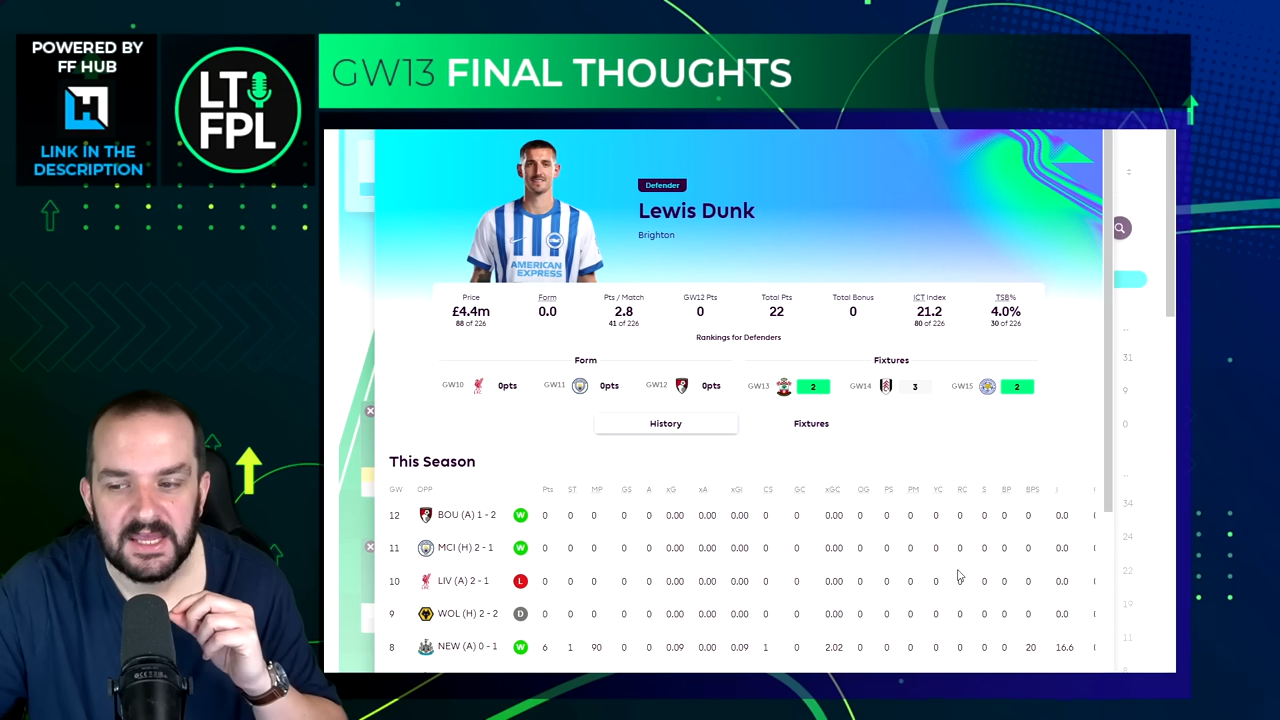 POWERED BY
FF HUB
LINK IN THE
DESCRIPTION
LT
FPL
GW13 FINAL THOUGHTS
AMERICAN
EXPRESS
Defender
Lewis Dunk
Brighton
Price Form Pts / Match GW12 Pts Total Pts Total Bonus ICT Index TSB%
£4.4m 0.0 2.8 0 22 0 21.2 4.0%
88 of 226 41 of 226 80 of 226 30 of 226
Rankings for Defenders
Form Fixtures
GW10 0pts GW11 0pts GW12 0pts GW13 2 GW14 3 GW15 2
History Fixtures
This Season
GW OPP Pts ST MP GS A xG xA xGI CS GC xGC OG PS PM YC RC S BP BPS I
12 BOU (A) 1 - 2 W 0 0 0 0 0 0.00 0.00 0.00 0 0 0.00 0 0 0 0 0 0 0 0 0.0
11 MCI (H) 2 - 1 W 0 0 0 0 0 0.00 0.00 0.00 0 0 0.00 0 0 0 0 0 0 0 0 0.0
10 LIV (A) 2 - 1 L 0 0 0 0 0 0.00 0.00 0.00 0 0 0.00 0 0 0 0 0 0 0 0 0.0
9 WOL (H) 2 - 2 D 0 0 0 0 0 0.00 0.00 0.00 0 0 0.00 0 0 0 0 0 0 0 0 0.0
8 NEW (A) 0 - 1 W 6 1 90 0 0 0.09 0.00 0.09 1 0 2.02 0 0 0 0 0 0 0 20 16.6
31
9
0
34
24
22
19
11